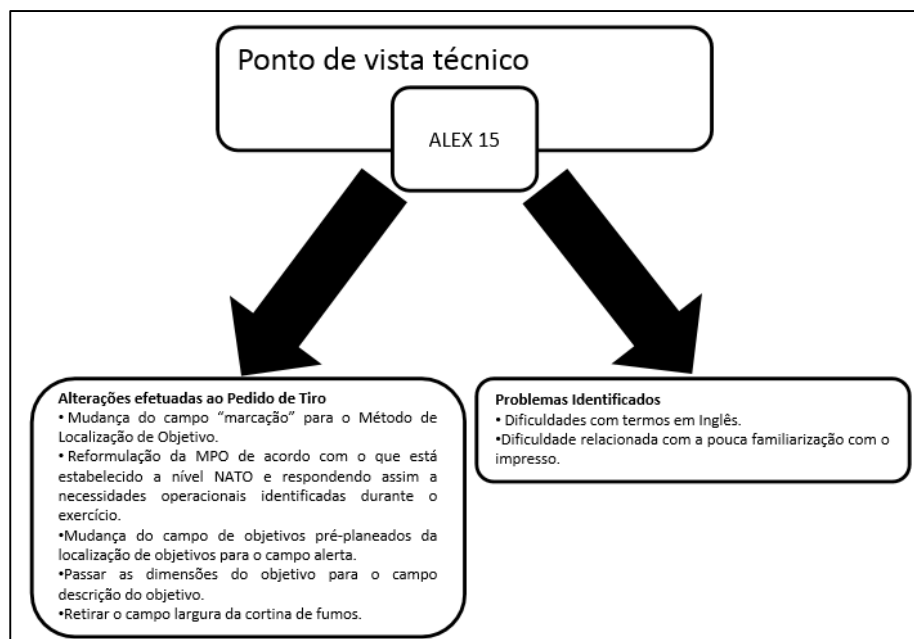 Ponto de vista técnico
ALEX 15
Alterações efetuadas ao Pedido de Tiro
• Mudança do campo “marcação” para o Método de
Localização de Objetivo.
• Reformulação da MPO de acordo com o que está
estabelecido a nível NATO e respondendo assim a
necessidades operacionais identificadas durante o
exercício.
•Mudança do campo de objetivos pré-planeados da
localização de objetivos para o campo alerta.
•Passar as dimensões do objetivo para o campo
descrição do objetivo.
•Retirar o campo largura da cortina de fumos.
Problemas Identificados
• Dificuldades com termos em Inglês.
•Dificuldade relacionada com a pouca familiarização com o
impresso.